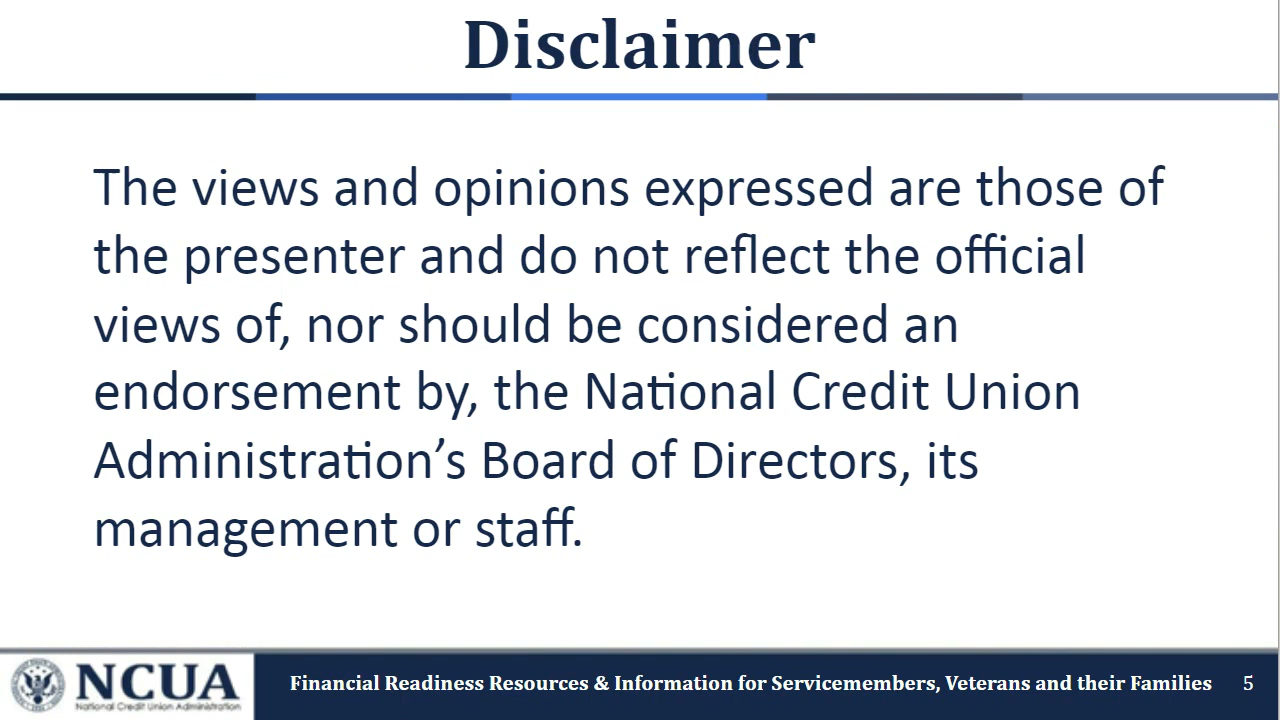 Disclaimer
The views and opinions expressed are those of
the presenter and do not reflect the official
views of, nor should be considered an
endorsement by, the National Credit Union
Administration’s Board of Directors, its
management or staff.
NCUA
National Credit Union Administration
Financial Readiness Resources & Information for Servicemembers, Veterans and their Families
5